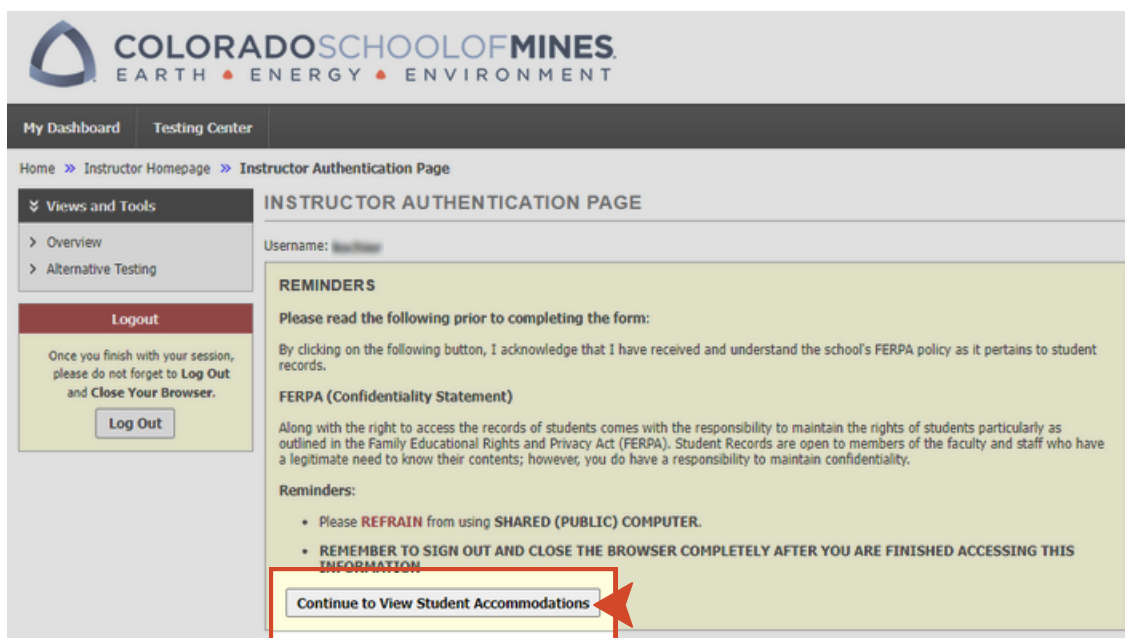 COLORADOSCHOOLOFMINES.
EARTH • ENERGY • ENVIRONMENT
My Dashboard Testing Center
Home » Instructor Homepage » Instructor Authentication Page
Views and Tools
> Overview
> Alternative Testing
Logout
Once you finish with your session,
please do not forget to Log Out
and Close Your Browser.
Log Out
INSTRUCTOR AUTHENTICATION PAGE
Username:
REMINDERS
Please read the following prior to completing the form:
By clicking on the following button, I acknowledge that I have received and understand the school's FERPA policy as it pertains to student
records.
FERPA (Confidentiality Statement)
Along with the right to access the records of students comes with the responsibility to maintain the rights of students particularly as
outlined in the Family Educational Rights and Privacy Act (FERPA). Student Records are open to members of the faculty and staff who have
a legitimate need to know their contents; however, you do have a responsibility to maintain confidentiality.
Reminders:
• Please REFRAIN from using SHARED (PUBLIC) COMPUTER.
• REMEMBER TO SIGN OUT AND CLOSE THE BROWSER COMPLETELY AFTER YOU ARE FINISHED ACCESSING THIS
INFORMATION
Continue to View Student Accommodations